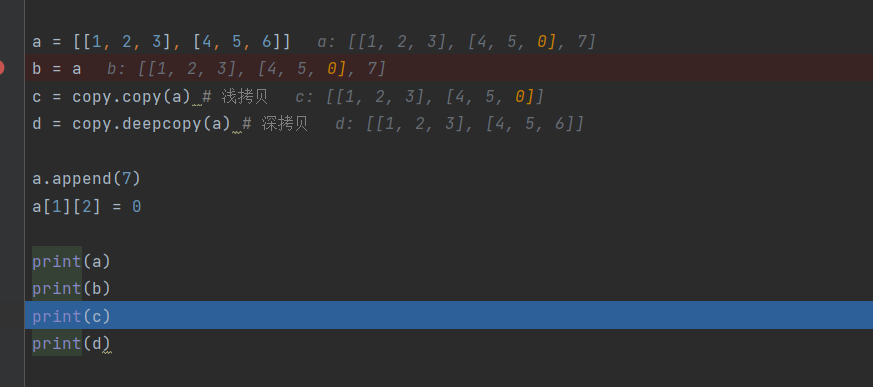 a = [[1, 2, 3], [4, 5, 6]]   a: [[1, 2, 3], [4, 5, 0], 7]
b = a   b: [[1, 2, 3], [4, 5, 0], 7]
c = copy.copy(a) # 浅拷贝   c: [[1, 2, 3], [4, 5, 0]]
d = copy.deepcopy(a) # 深拷贝   d: [[1, 2, 3], [4, 5, 6]]
a.append(7)
a[1][2] = 0
print(a)
print(b)
print(c)
print(d)